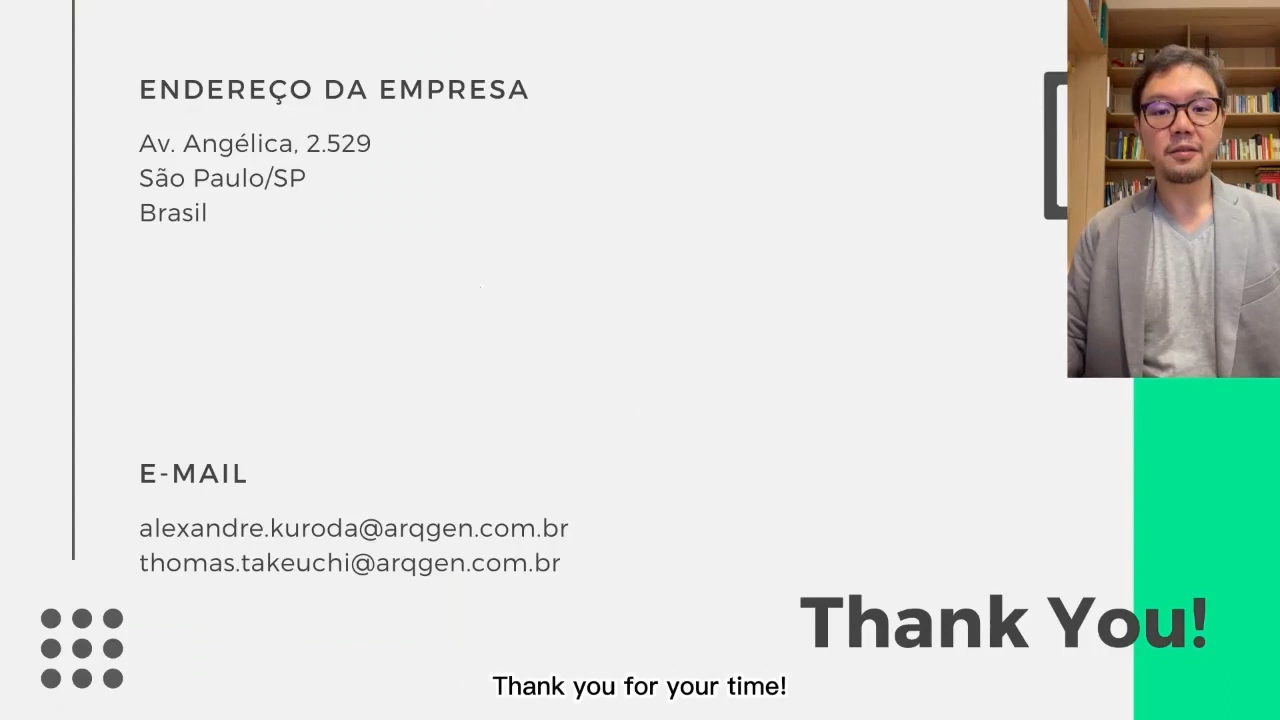 ENDEREÇO DA EMPRESA
Av. Angélica, 2.529
São Paulo/SP
Brasil
E-MAIL
alexandre.kuroda@arqgen.com.br
thomas.takeuchi@arqgen.com.br
Thank You!
Thank you for your time!